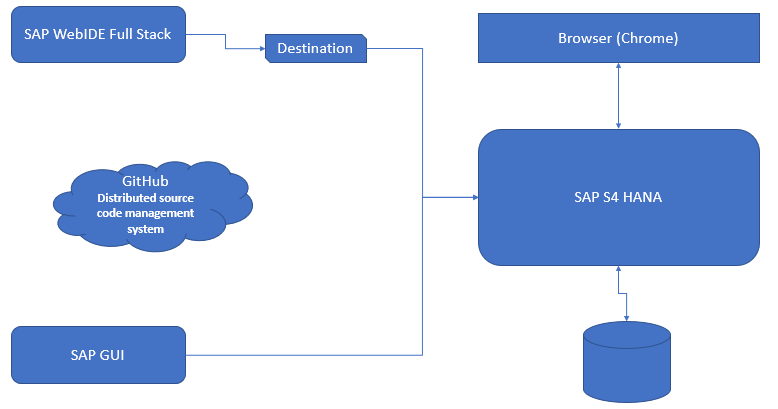 SAP WebIDE Full Stack
Destination
Browser (Chrome)
GitHub
Distributed source
code management
system
SAP S4 HANA
SAP GUI